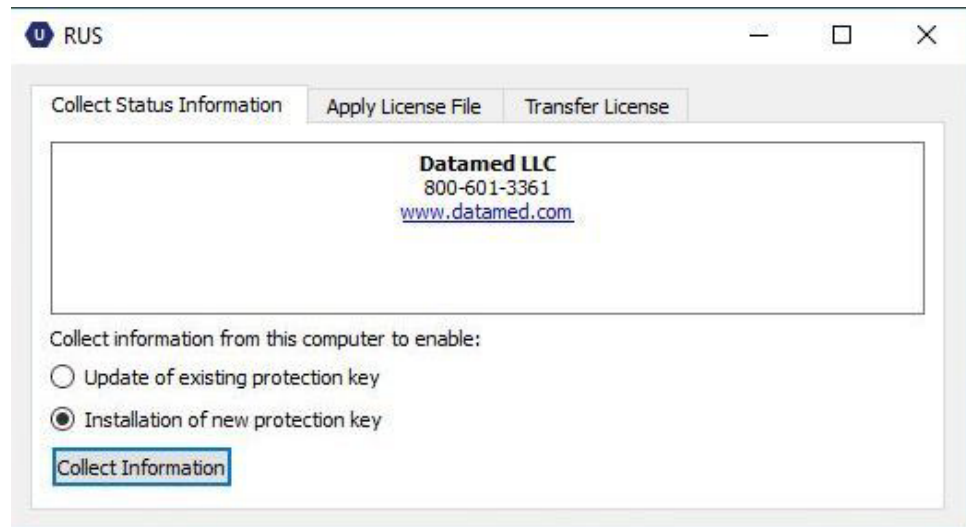 U RUS
Collect Status Information Apply License File Transfer License
Datamed LLC
800-601-3361
www.datamed.com
Collect information from this computer to enable:
Update of existing protection key
Installation of new protection key
Collect Information